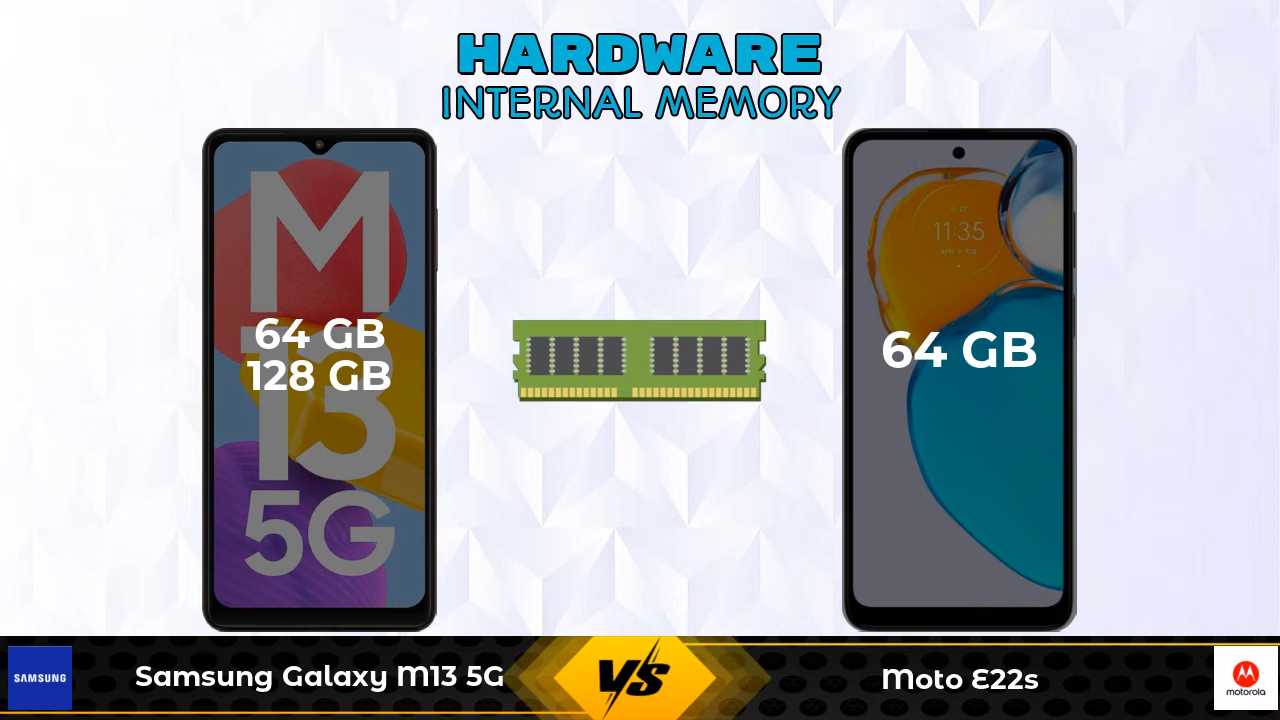 HARDWARE
INTERNAL MEMORY
M
13
5G
64 GB
128 GB
11:35
64 GB
SAMSUNG
Samsung Galaxy M13 5G
VS
Moto E22s
motorola